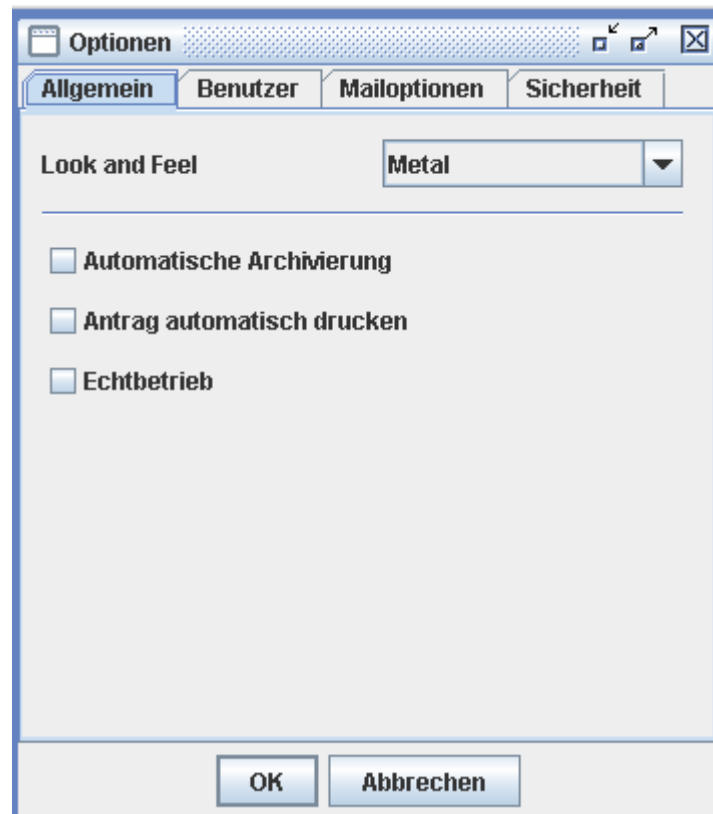 Optionen
Allgemein Benutzer Mailoptionen Sicherheit
Look and Feel Metal
Automatische Archivierung
Antrag automatisch drucken
Echtbetrieb
OK Abbrechen